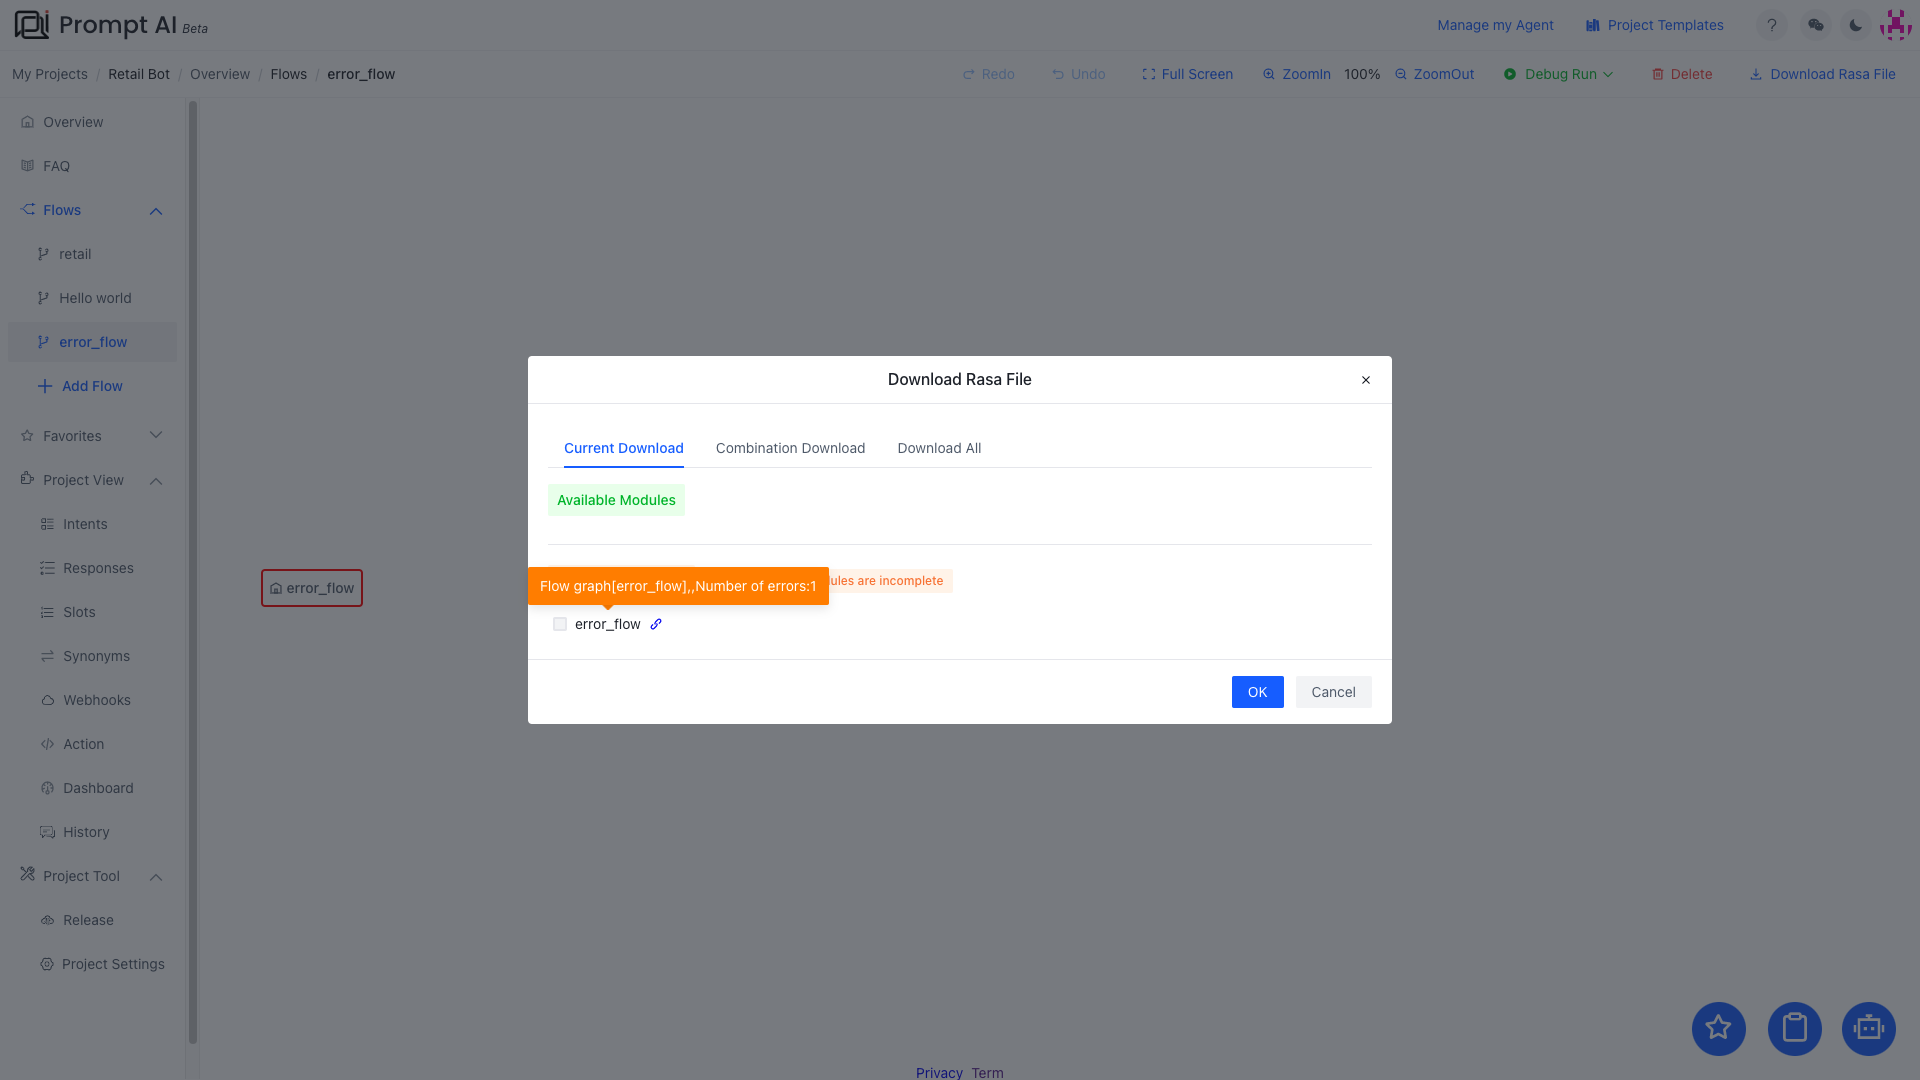 Prompt AI Beta
Manage my Agent
Project Templates
My Projects / Retail Bot / Overview / Flows / error_flow
Redo
Undo
Full Screen
ZoomIn
100%
ZoomOut
Debug Run
Delete
Download Rasa File
Overview
FAQ
Flows
retail
Hello world
error_flow
Add Flow
Favorites
Project View
Intents
Responses
Slots
Synonyms
Webhooks
Action
Dashboard
History
Project Tool
Release
Project Settings
error_flow
Download Rasa File
Current Download
Combination Download
Download All
Available Modules
Flow graph[error_flow],,Number of errors:1
are incomplete
error_flow
OK
Cancel
Privacy
Term